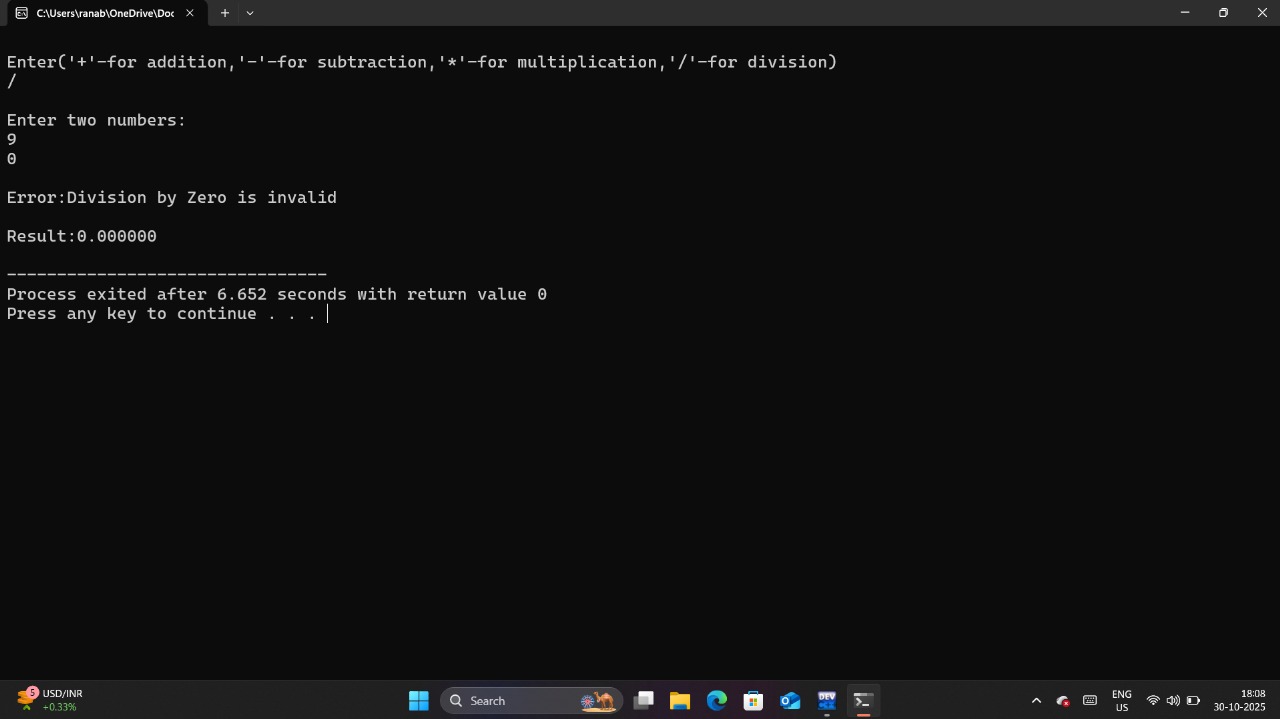 C:\Users\ranab\OneDrive\Doc
Enter('+'-for addition,'-'-for subtraction,'*'-for multiplication,'/'-for division)
/
Enter two numbers:
9
0
Error:Division by Zero is invalid
Result:0.000000
--------------------------------
Process exited after 6.652 seconds with return value 0
Press any key to continue . . .
5
USD/INR
+0.33%
Search
DEV
ENG
US
18:08
30-10-2025